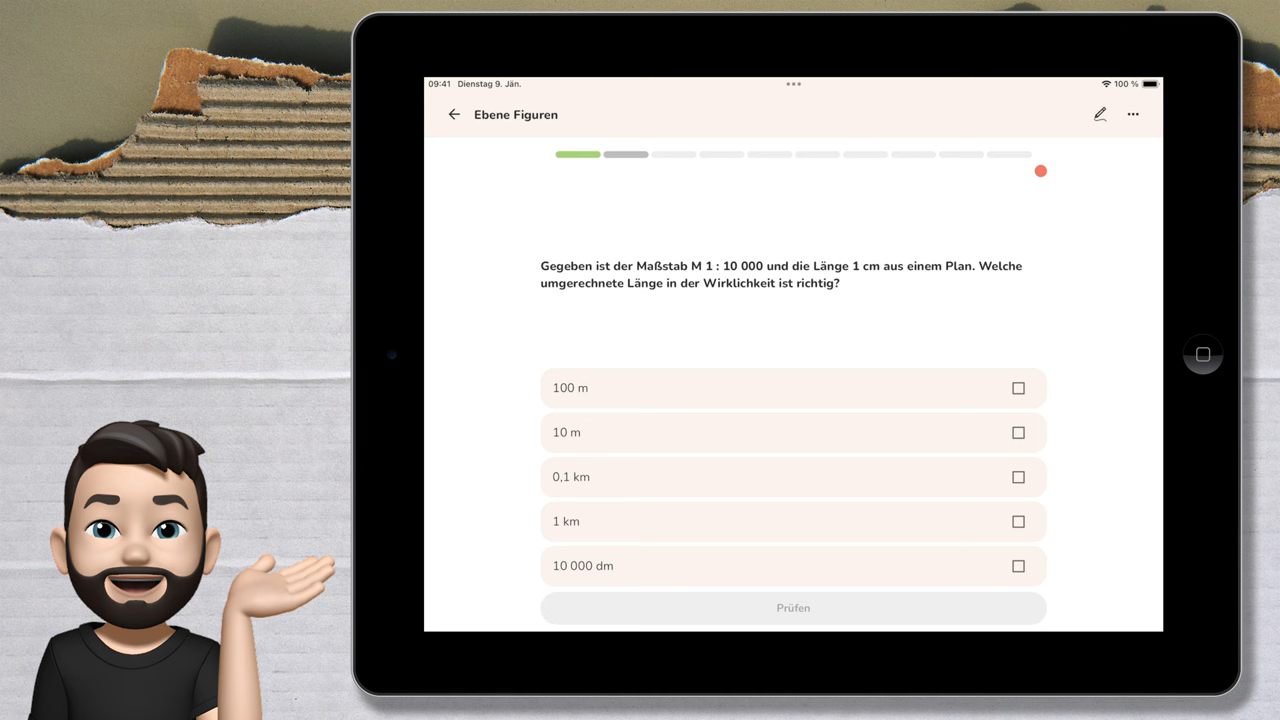 09:41 Dienstag 9. Jän.
100 %
Ebene Figuren
Gegeben ist der Maßstab M 1 : 10 000 und die Länge 1 cm aus einem Plan. Welche
umgerechnete Länge in der Wirklichkeit ist richtig?
100 m
10 m
0,1 km
1 km
10 000 dm
Prüfen